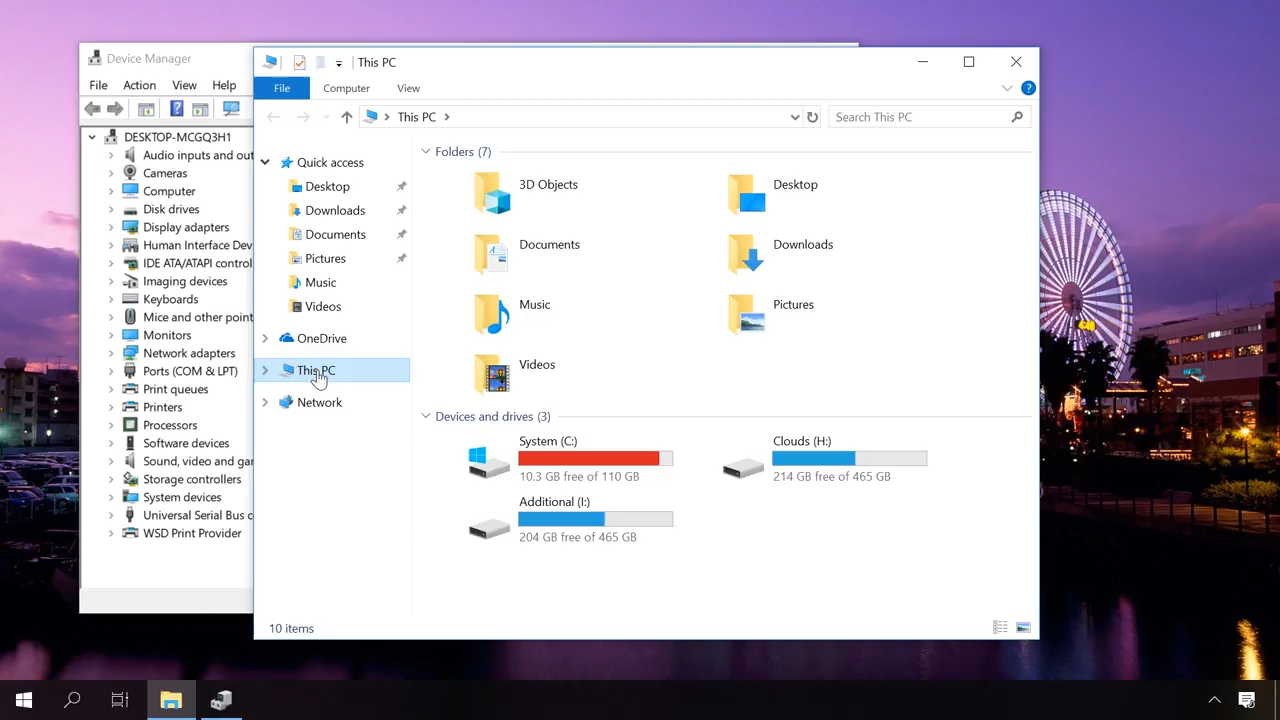 Device Manager
File Action View Help
DESKTOP-MCGQ3H1
Audio inputs and out
Cameras
Computer
Disk drives
Display adapters
Human Interface Dev
IDE ATA/ATAPI control
Imaging devices
Keyboards
Mice and other point
Monitors
Network adapters
Ports (COM & LPT)
Print queues
Printers
Processors
Software devices
Sound, video and gar
Storage controllers
System devices
Universal Serial Bus c
WSD Print Provider
This PC
File Computer View
This PC
Search This PC
Quick access
Desktop
Downloads
Documents
Pictures
Music
Videos
OneDrive
This PC
Network
Folders (7)
3D Objects
Desktop
Documents
Downloads
Music
Pictures
Videos
Devices and drives (3)
System (C:)
10.3 GB free of 110 GB
Clouds (H:)
214 GB free of 465 GB
Additional (I:)
204 GB free of 465 GB
10 items